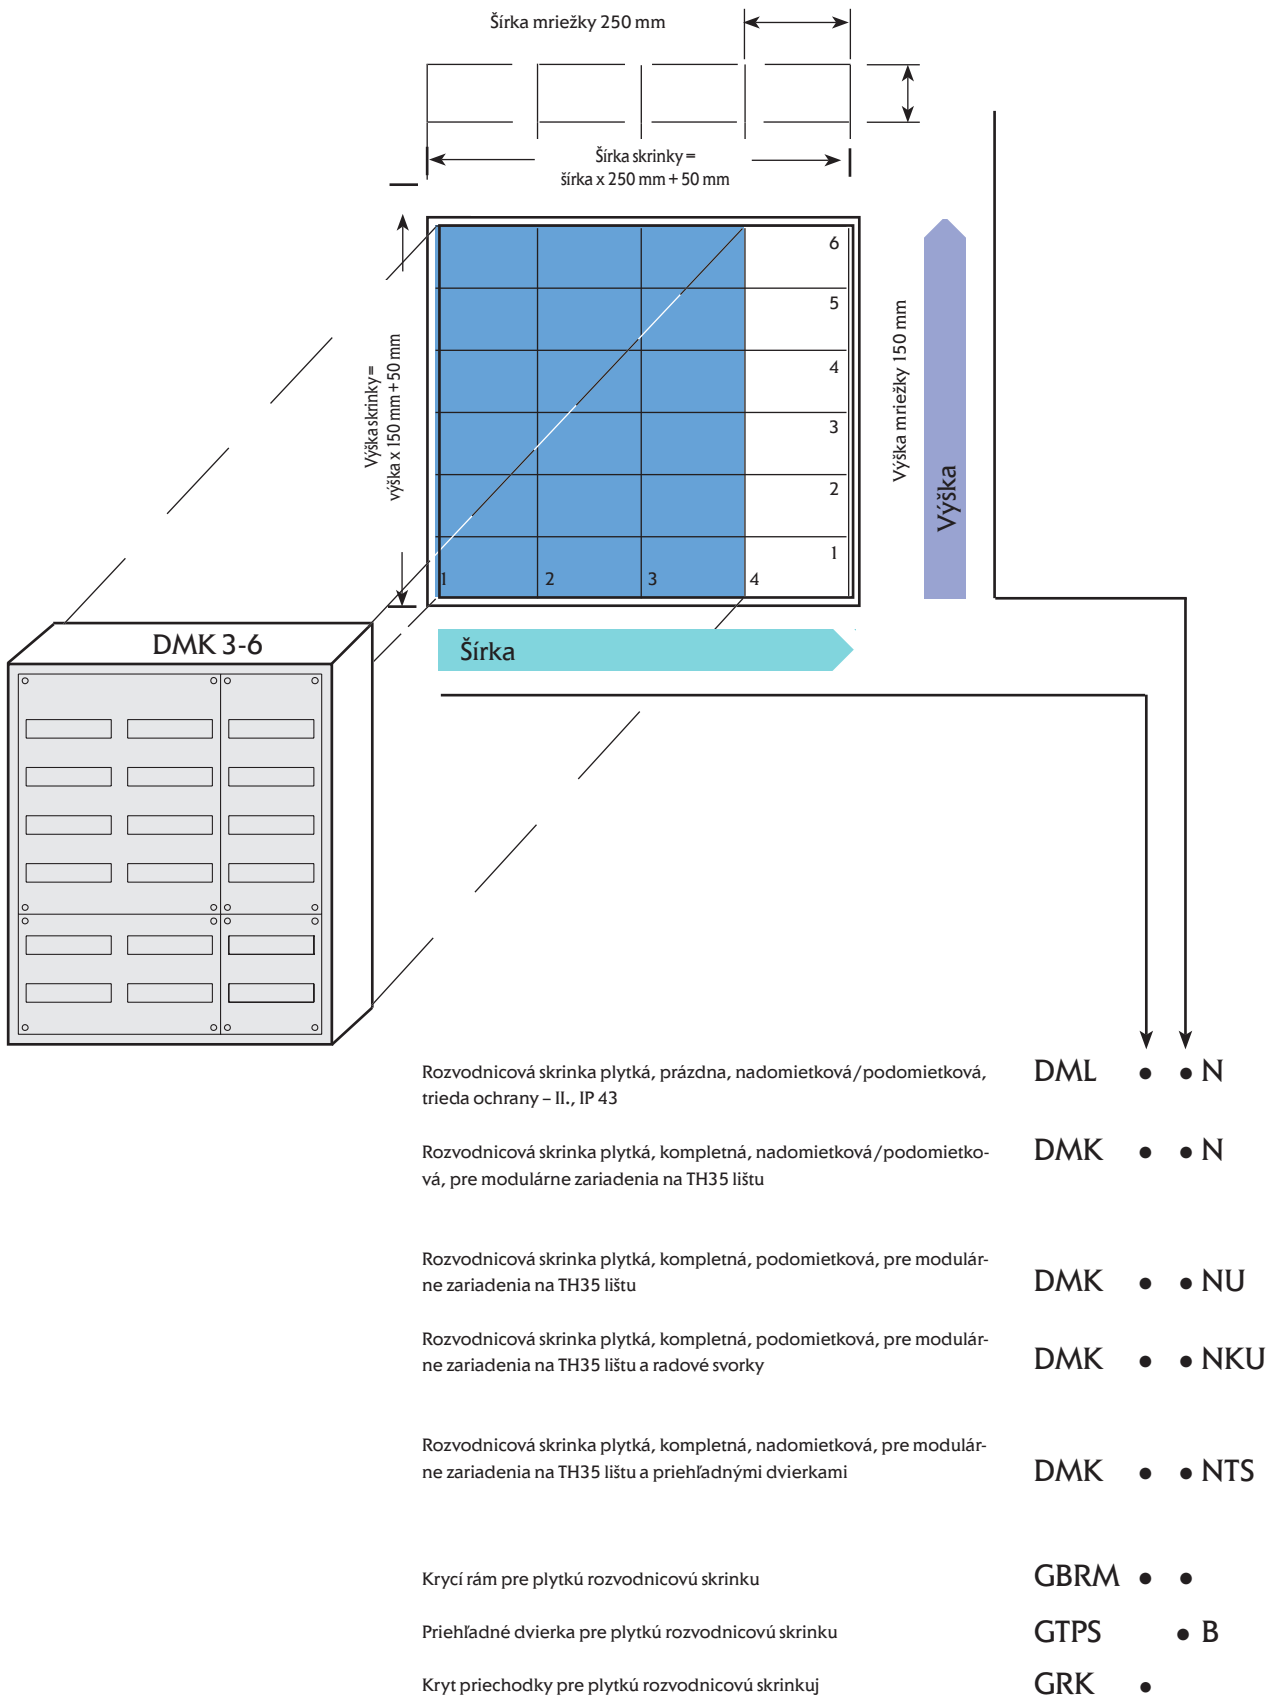 Šírka mriežky 250 mm
Šírka skrinky =
šírka x 250 mm + 50 mm
Výška skrinky =
výška x 150 mm + 50 mm
6
5
4
3
2
1
1 2 3 4
Výška mriežky 150 mm
Výška
Šírka
DMK 3-6
Rozvodnicová skrinka plytká, prázdna, nadomietková/podomietková,
trieda ochrany – II., IP 43
DML • • N
Rozvodnicová skrinka plytká, kompletná, nadomietková/podomietko-
vá, pre modulárne zariadenia na TH35 lištu
DMK • • N
Rozvodnicová skrinka plytká, kompletná, podomietková, pre modulár-
ne zariadenia na TH35 lištu
DMK • • NU
Rozvodnicová skrinka plytká, kompletná, podomietková, pre modulár-
ne zariadenia na TH35 lištu a radové svorky
DMK • • NKU
Rozvodnicová skrinka plytká, kompletná, nadomietková, pre modulár-
ne zariadenia na TH35 lištu a priehľadnými dvierkami
DMK • • NTS
Krycí rám pre plytkú rozvodnicovú skrinku
GBRM • •
Priehľadné dvierka pre plytkú rozvodnicovú skrinku
GTPS • B
Kryt priechodky pre plytkú rozvodnicovú skrinkuj
GRK •